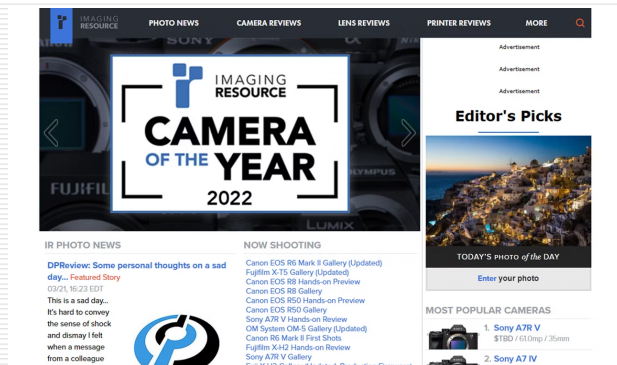 IMAGING
RESOURCE
PHOTO NEWS
CAMERA REVIEWS
LENS REVIEWS
PRINTER REVIEWS
MORE
SONY
IMAGING
RESOURCE
CAMERA
OF THE YEAR
2022
FUJIFIL
OLYMPUS
LUMIX
Advertisement
Advertisement
Advertisement
Editor's Picks
TODAY'S PHOTO of the DAY
Enter your photo
IR PHOTO NEWS
DPReview: Some personal thoughts on a sad
day... Featured Story
03/21, 16:23 EDT
This is a sad day...
It's hard to convey
the sense of shock
and dismay I felt
when a message
from a colleague
NOW SHOOTING
Canon EOS R6 Mark II Gallery (Updated)
Fujifilm X-T5 Gallery (Updated)
Canon EOS R8 Hands-on Preview
Canon EOS R8 Gallery
Canon EOS R50 Hands-on Preview
Canon EOS R50 Gallery
Sony A7R V Hands-on Review
OM System OM-5 Gallery (Updated)
Canon R6 Mark II First Shots
Fujifilm X-H2 Hands-on Review
Sony A7R V Gallery
MOST POPULAR CAMERAS
1. Sony A7R V
$TBD / 61.0mp / 35mm
2. Sony A7 IV